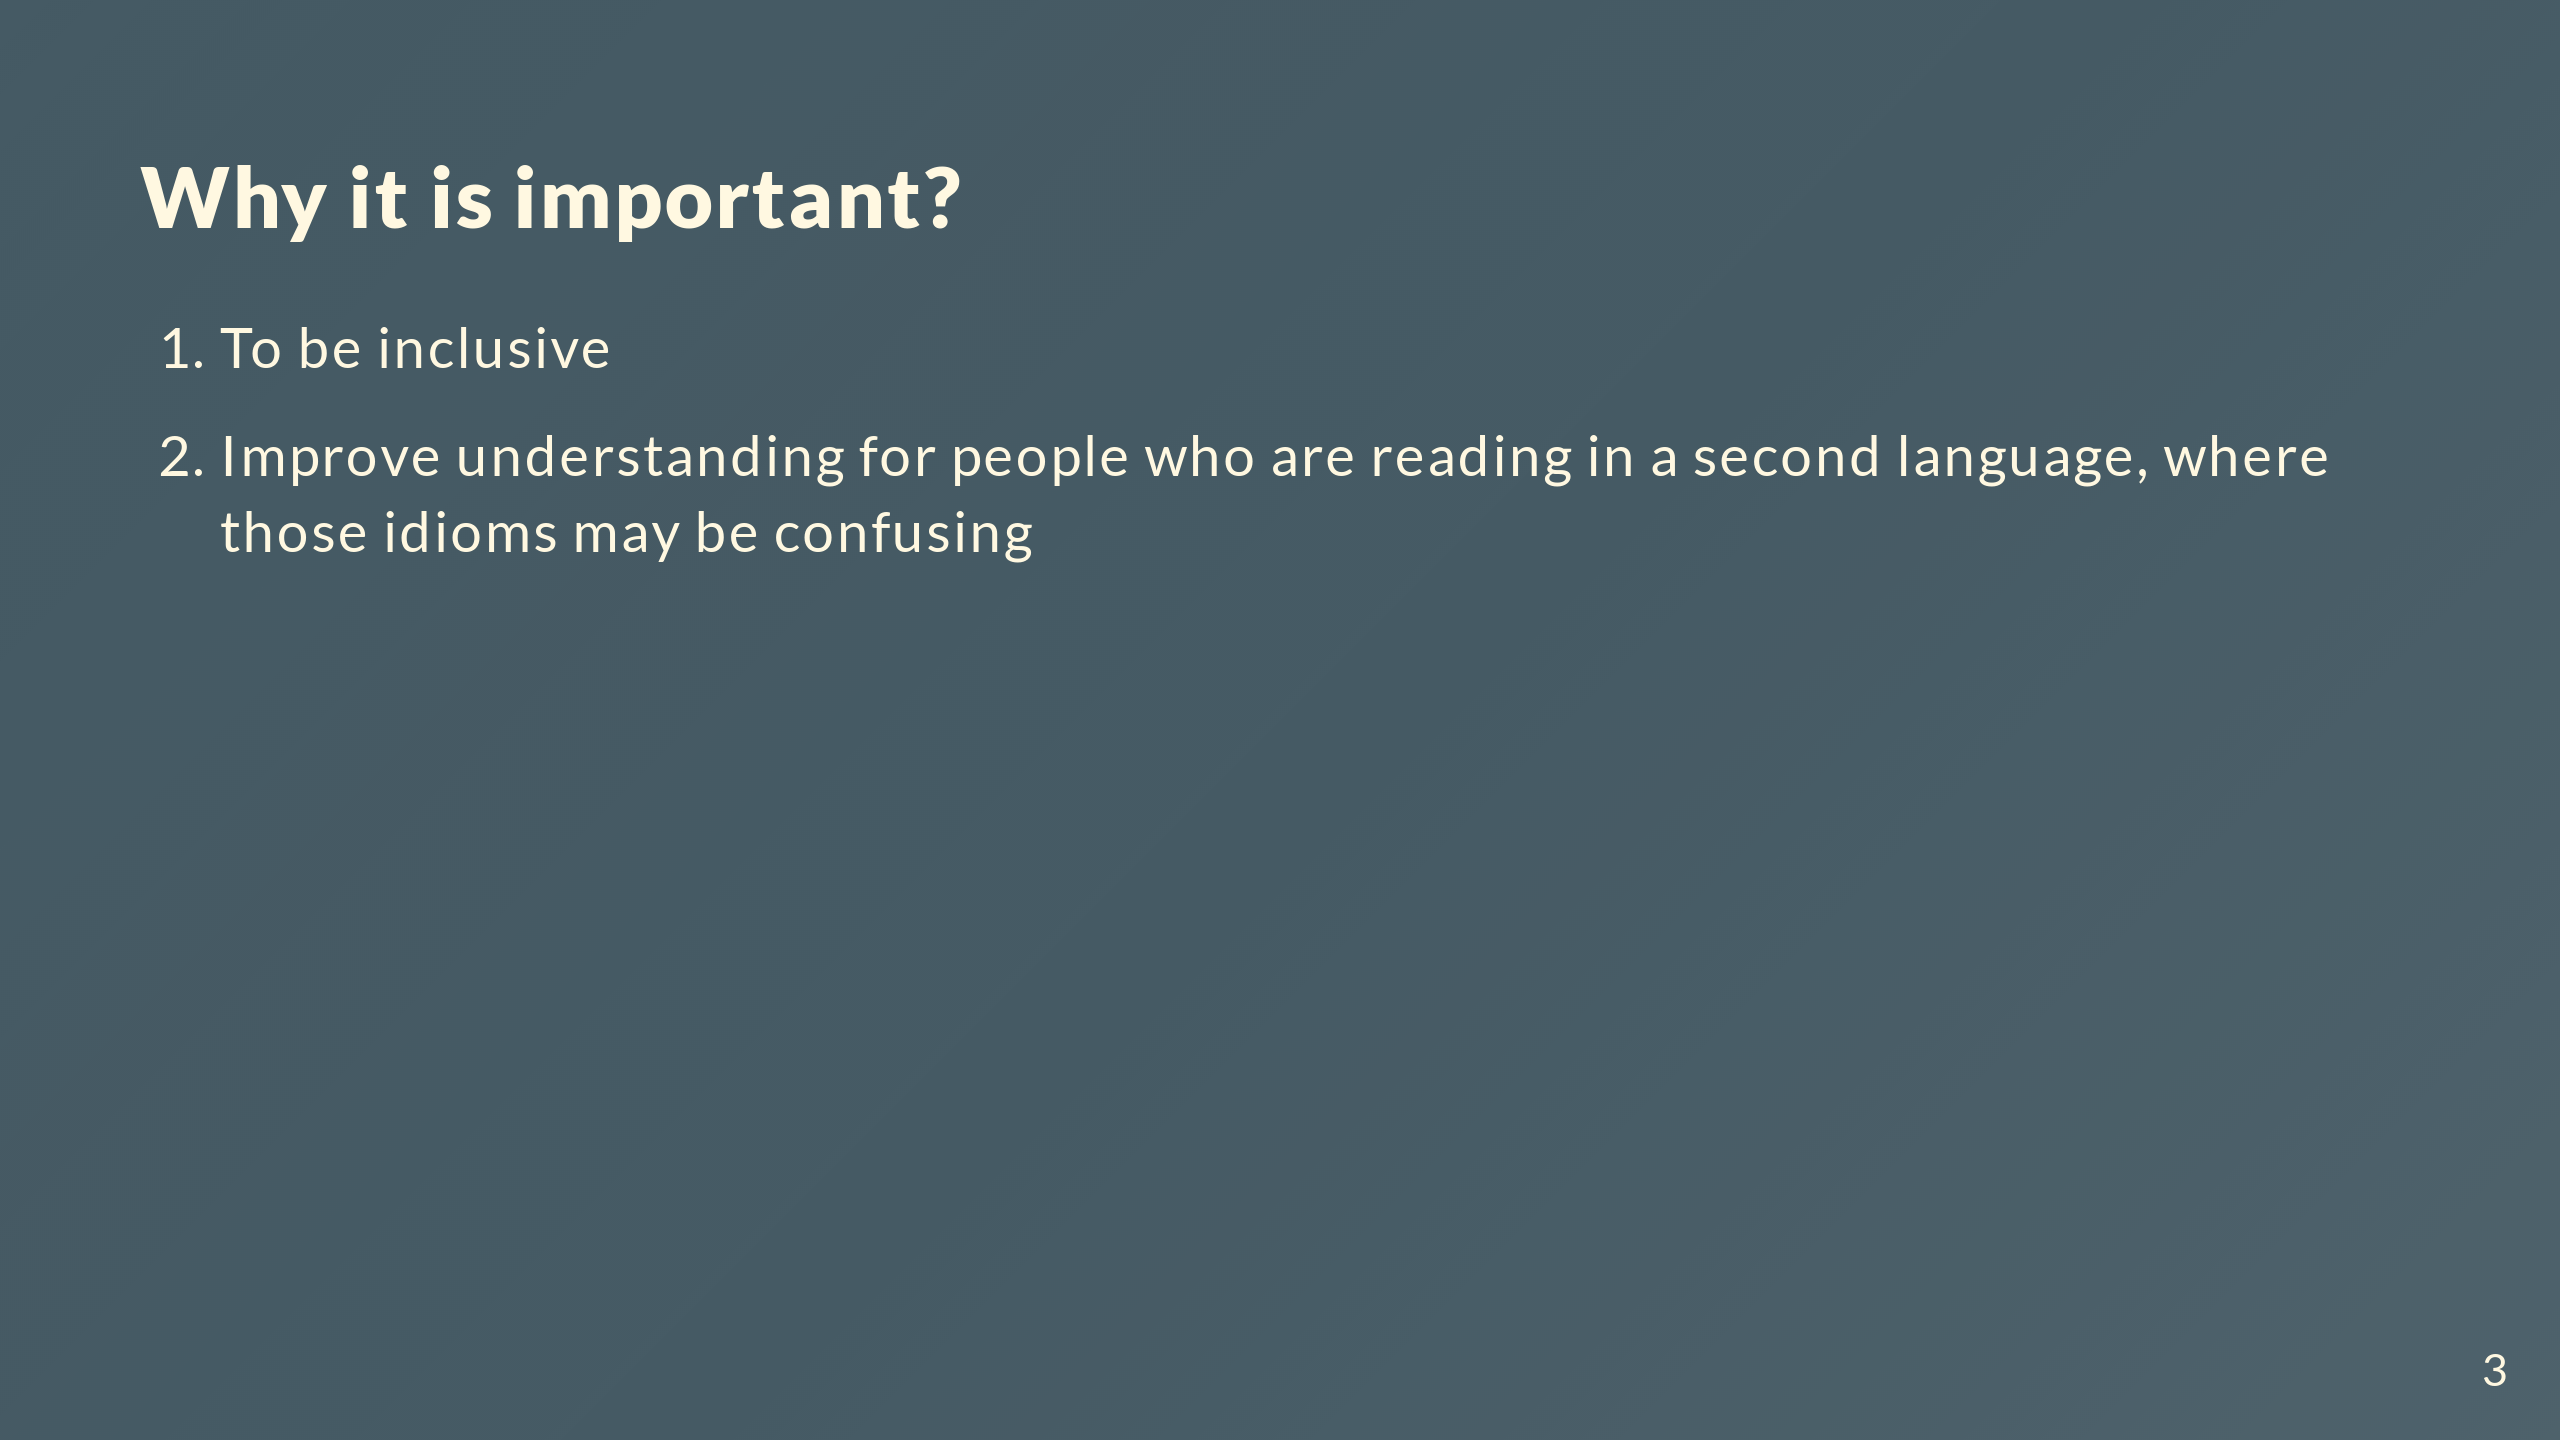 Why it is important?
1. To be inclusive
2. Improve understanding for people who are reading in a second language, where
those idioms may be confusing
3